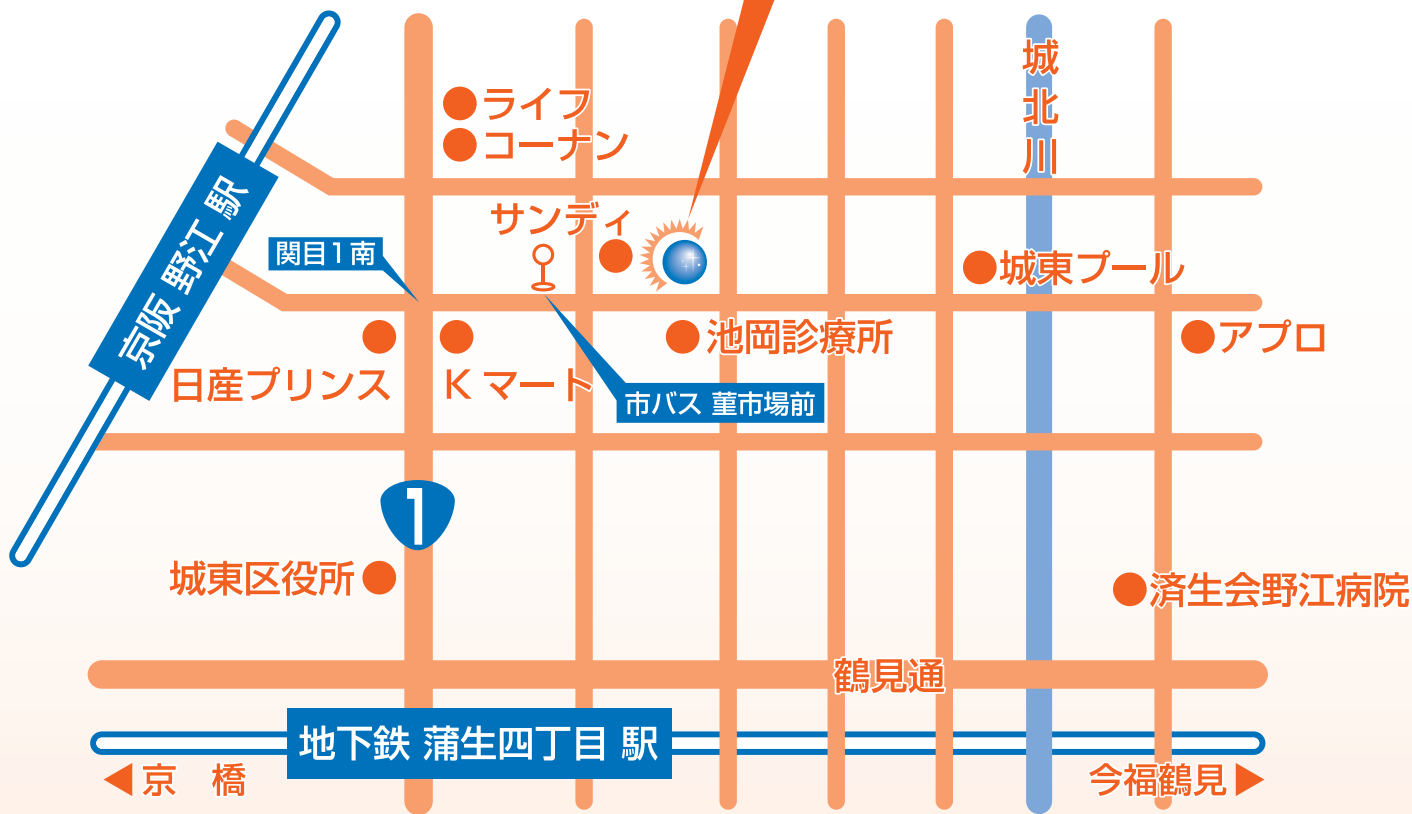 城北川
ライフ
コーナン
京阪 野江 駅
サンディ
関目1南
城東プール
池岡診療所
アプロ
日産プリンス
K マート
市バス 菫市場前
1
城東区役所
済生会野江病院
鶴見通
地下鉄 蒲生四丁目 駅
◀京 橋
今福鶴見▶